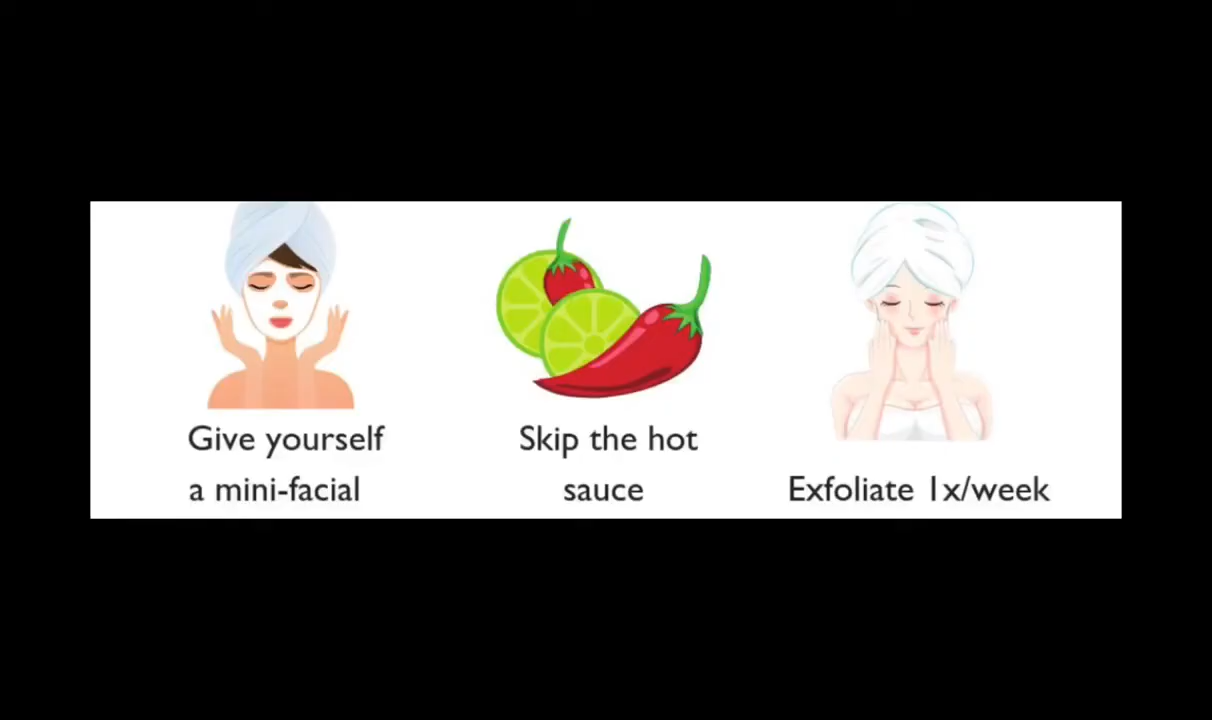 Give yourself
a mini-facial
Skip the hot
sauce
Exfoliate 1x/week